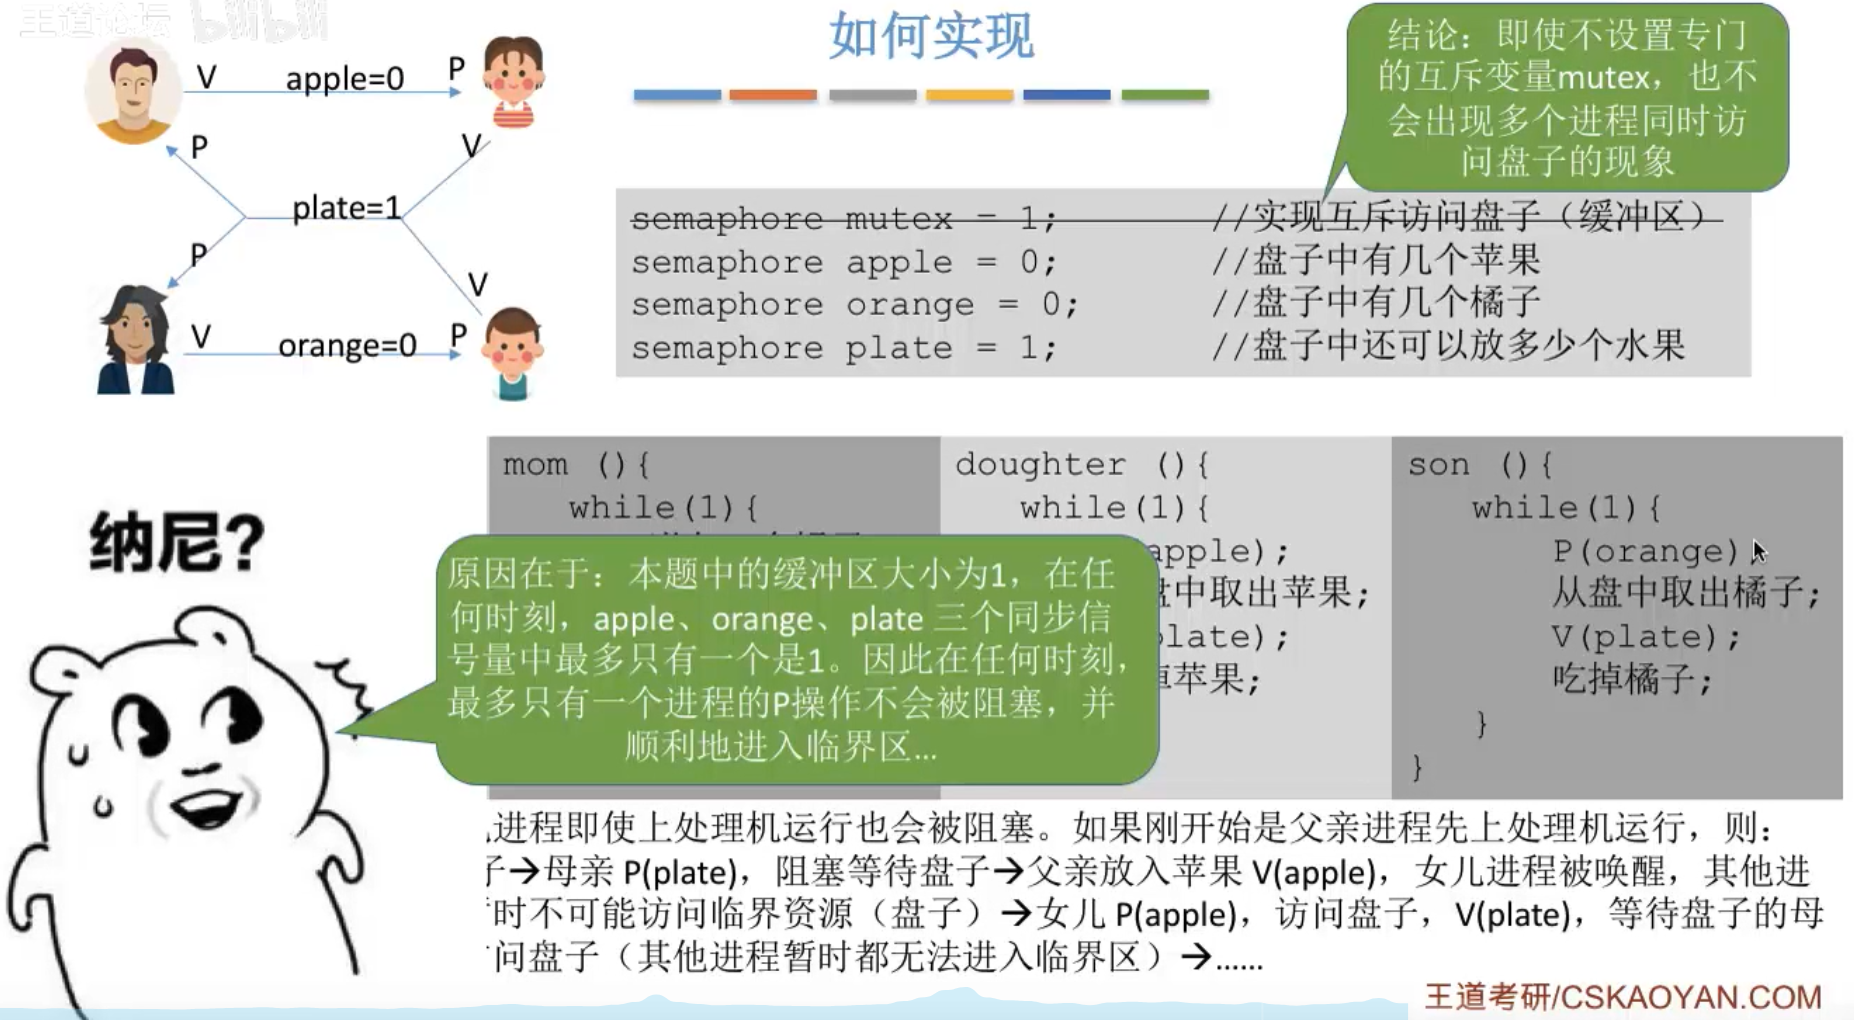 王道论坛 bilibili
如何实现
结论：即使不设置专门
的互斥变量mutex，也不
会出现多个进程同时访
问盘子的现象
V apple=0 P
P V
plate=1
P V
V orange=0 P
semaphore mutex = 1; //实现互斥访问盘子（缓冲区）
semaphore apple = 0; //盘子中有几个苹果
semaphore orange = 0; //盘子中有几个橘子
semaphore plate = 1; //盘子中还可以放多少个水果
纳尼？
mom (){
while(1){
原因在于：本题中的缓冲区大小为1，在任
何时刻，apple、orange、plate 三个同步信
号量中最多只有一个是1。因此在任何时刻，
最多只有一个进程的P操作不会被阻塞，并
顺利地进入临界区…
doughter (){
while(1){
apple);
盘中取出苹果;
plate);
苹果;
son (){
while(1){
P(orange)
从盘中取出橘子;
V(plate);
吃掉橘子;
}
}
进程即使上处理机运行也会被阻塞。如果刚开始是父亲进程先上处理机运行，则：
子→母亲 P(plate)，阻塞等待盘子→父亲放入苹果 V(apple)，女儿进程被唤醒，其他进
时不可能访问临界资源（盘子）→女儿 P(apple)，访问盘子，V(plate)，等待盘子的母
问盘子（其他进程暂时都无法进入临界区）→……
王道考研/CSKAOYAN.COM